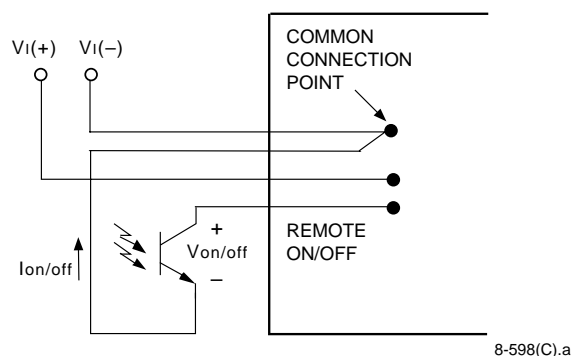 VI(+) VI(–)
COMMON
CONNECTION
POINT
+
Von/off
–
Ion/off
REMOTE
ON/OFF
8-598(C).a